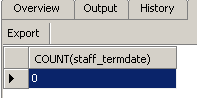 Overview Output History
Export
COUNT(staff_termdate)
0